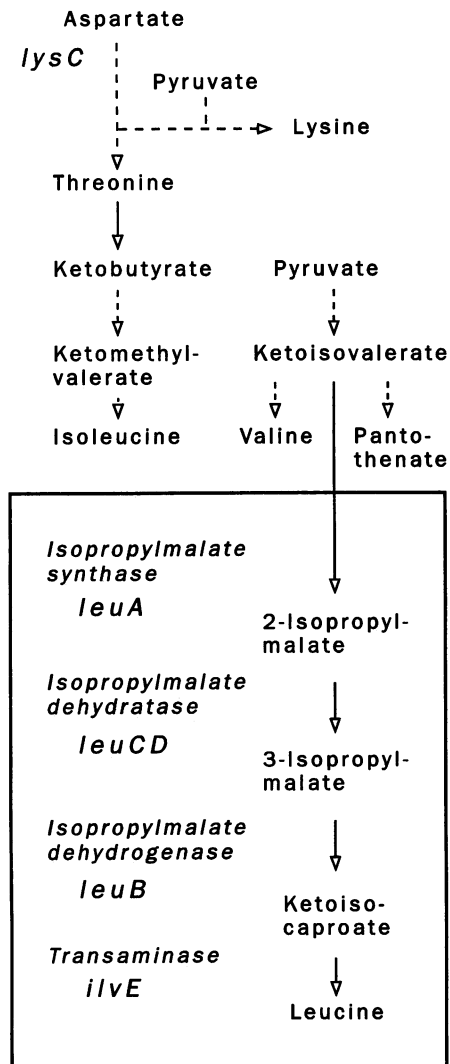 Aspartate
lysC
Pyruvate
Lysine
Threonine
Ketobutyrate Pyruvate
Ketomethyl-
valerate
Ketoisovalerate
Isoleucine Valine Panto-
thenate
Isopropylmalate
synthase
leuA
2-Isopropyl-
malate
Isopropylmalate
dehydratase
leuCD
3-Isopropyl-
malate
Isopropylmalate
dehydrogenase
leuB
Ketoiso-
caproate
Transaminase
ilvE
Leucine